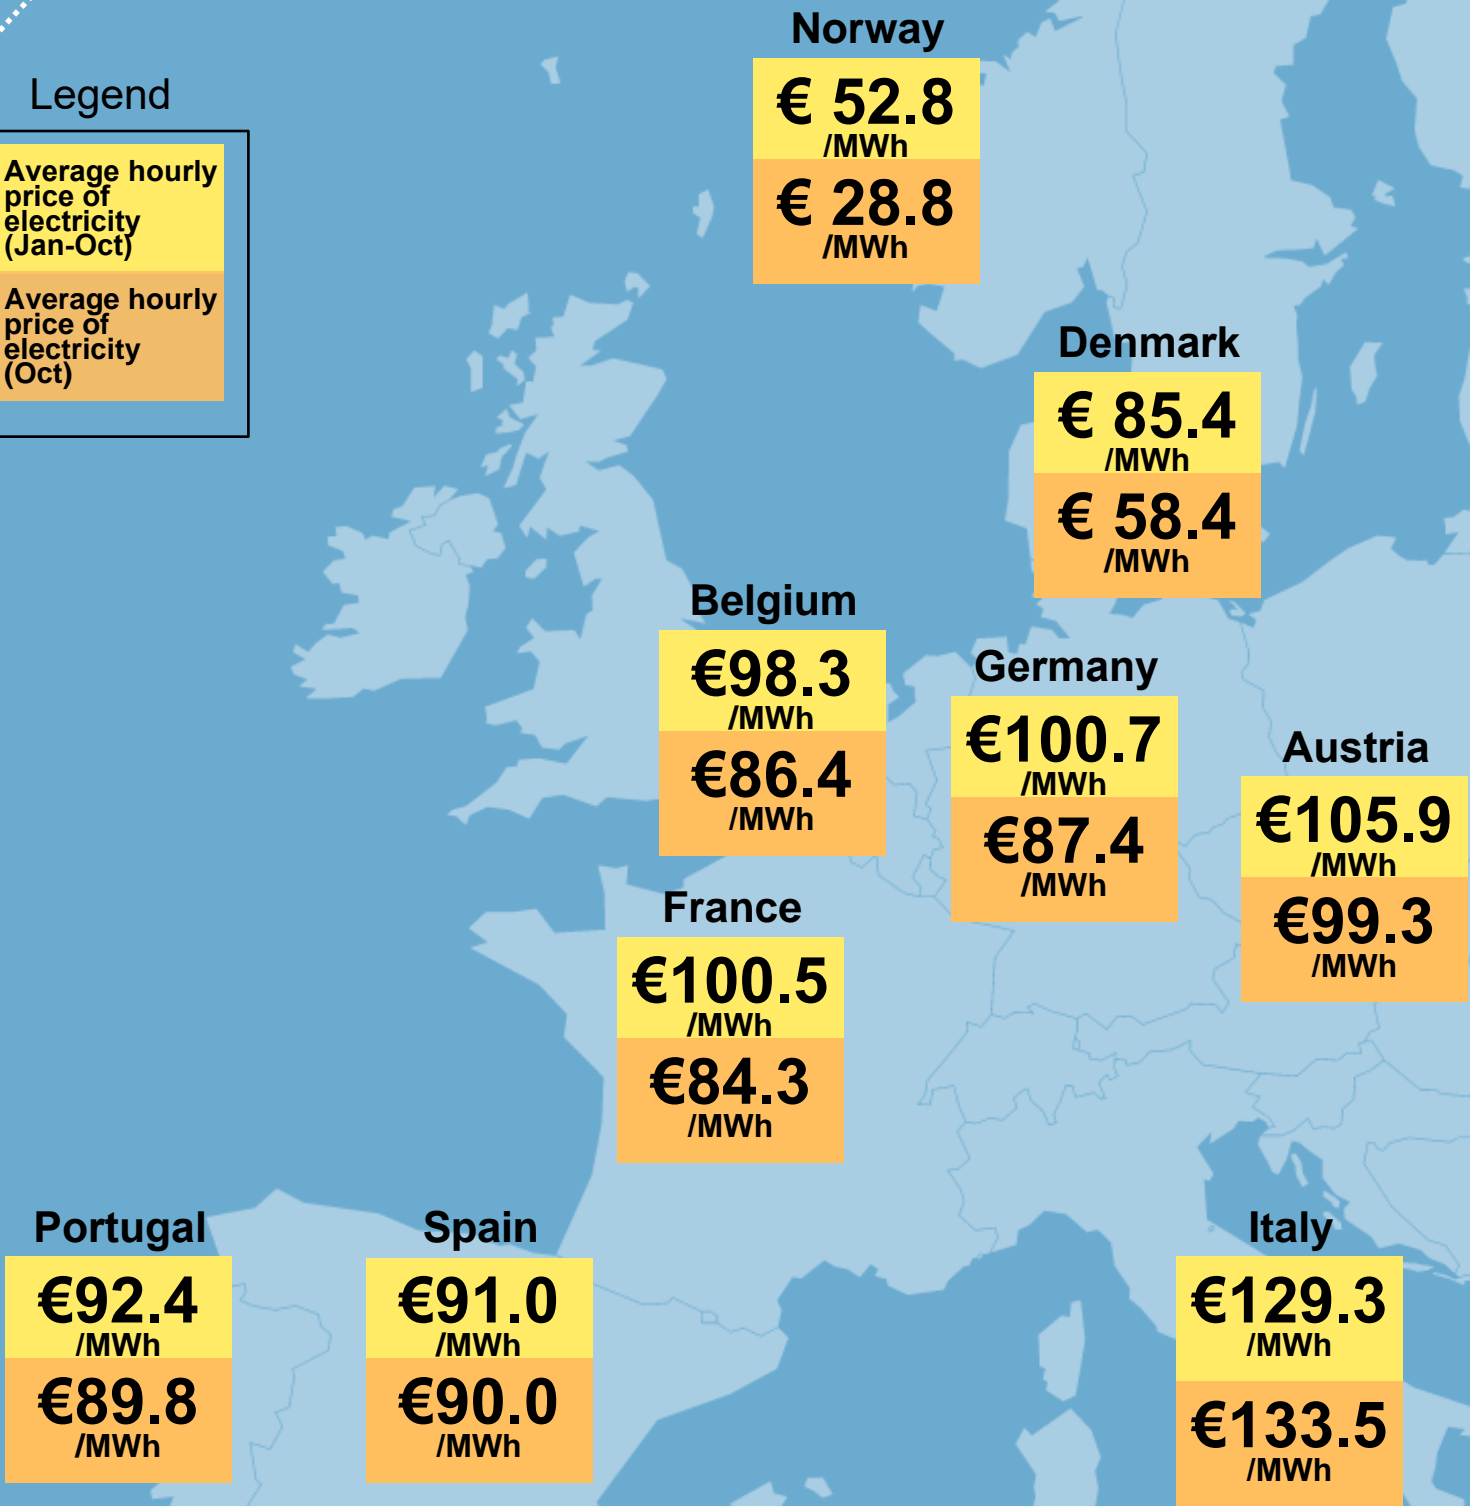 Norway
€ 52.8
/MWh
€ 28.8
/MWh
Legend
Average hourly
price of
electricity
(Jan-Oct)
Average hourly
price of
electricity
(Oct)
Denmark
€ 85.4
/MWh
€ 58.4
/MWh
Belgium
€98.3
/MWh
€86.4
/MWh
Germany
€100.7
/MWh
€87.4
/MWh
Austria
€105.9
/MWh
€99.3
/MWh
France
€100.5
/MWh
€84.3
/MWh
Portugal
€92.4
/MWh
€89.8
/MWh
Spain
€91.0
/MWh
€90.0
/MWh
Italy
€129.3
/MWh
€133.5
/MWh